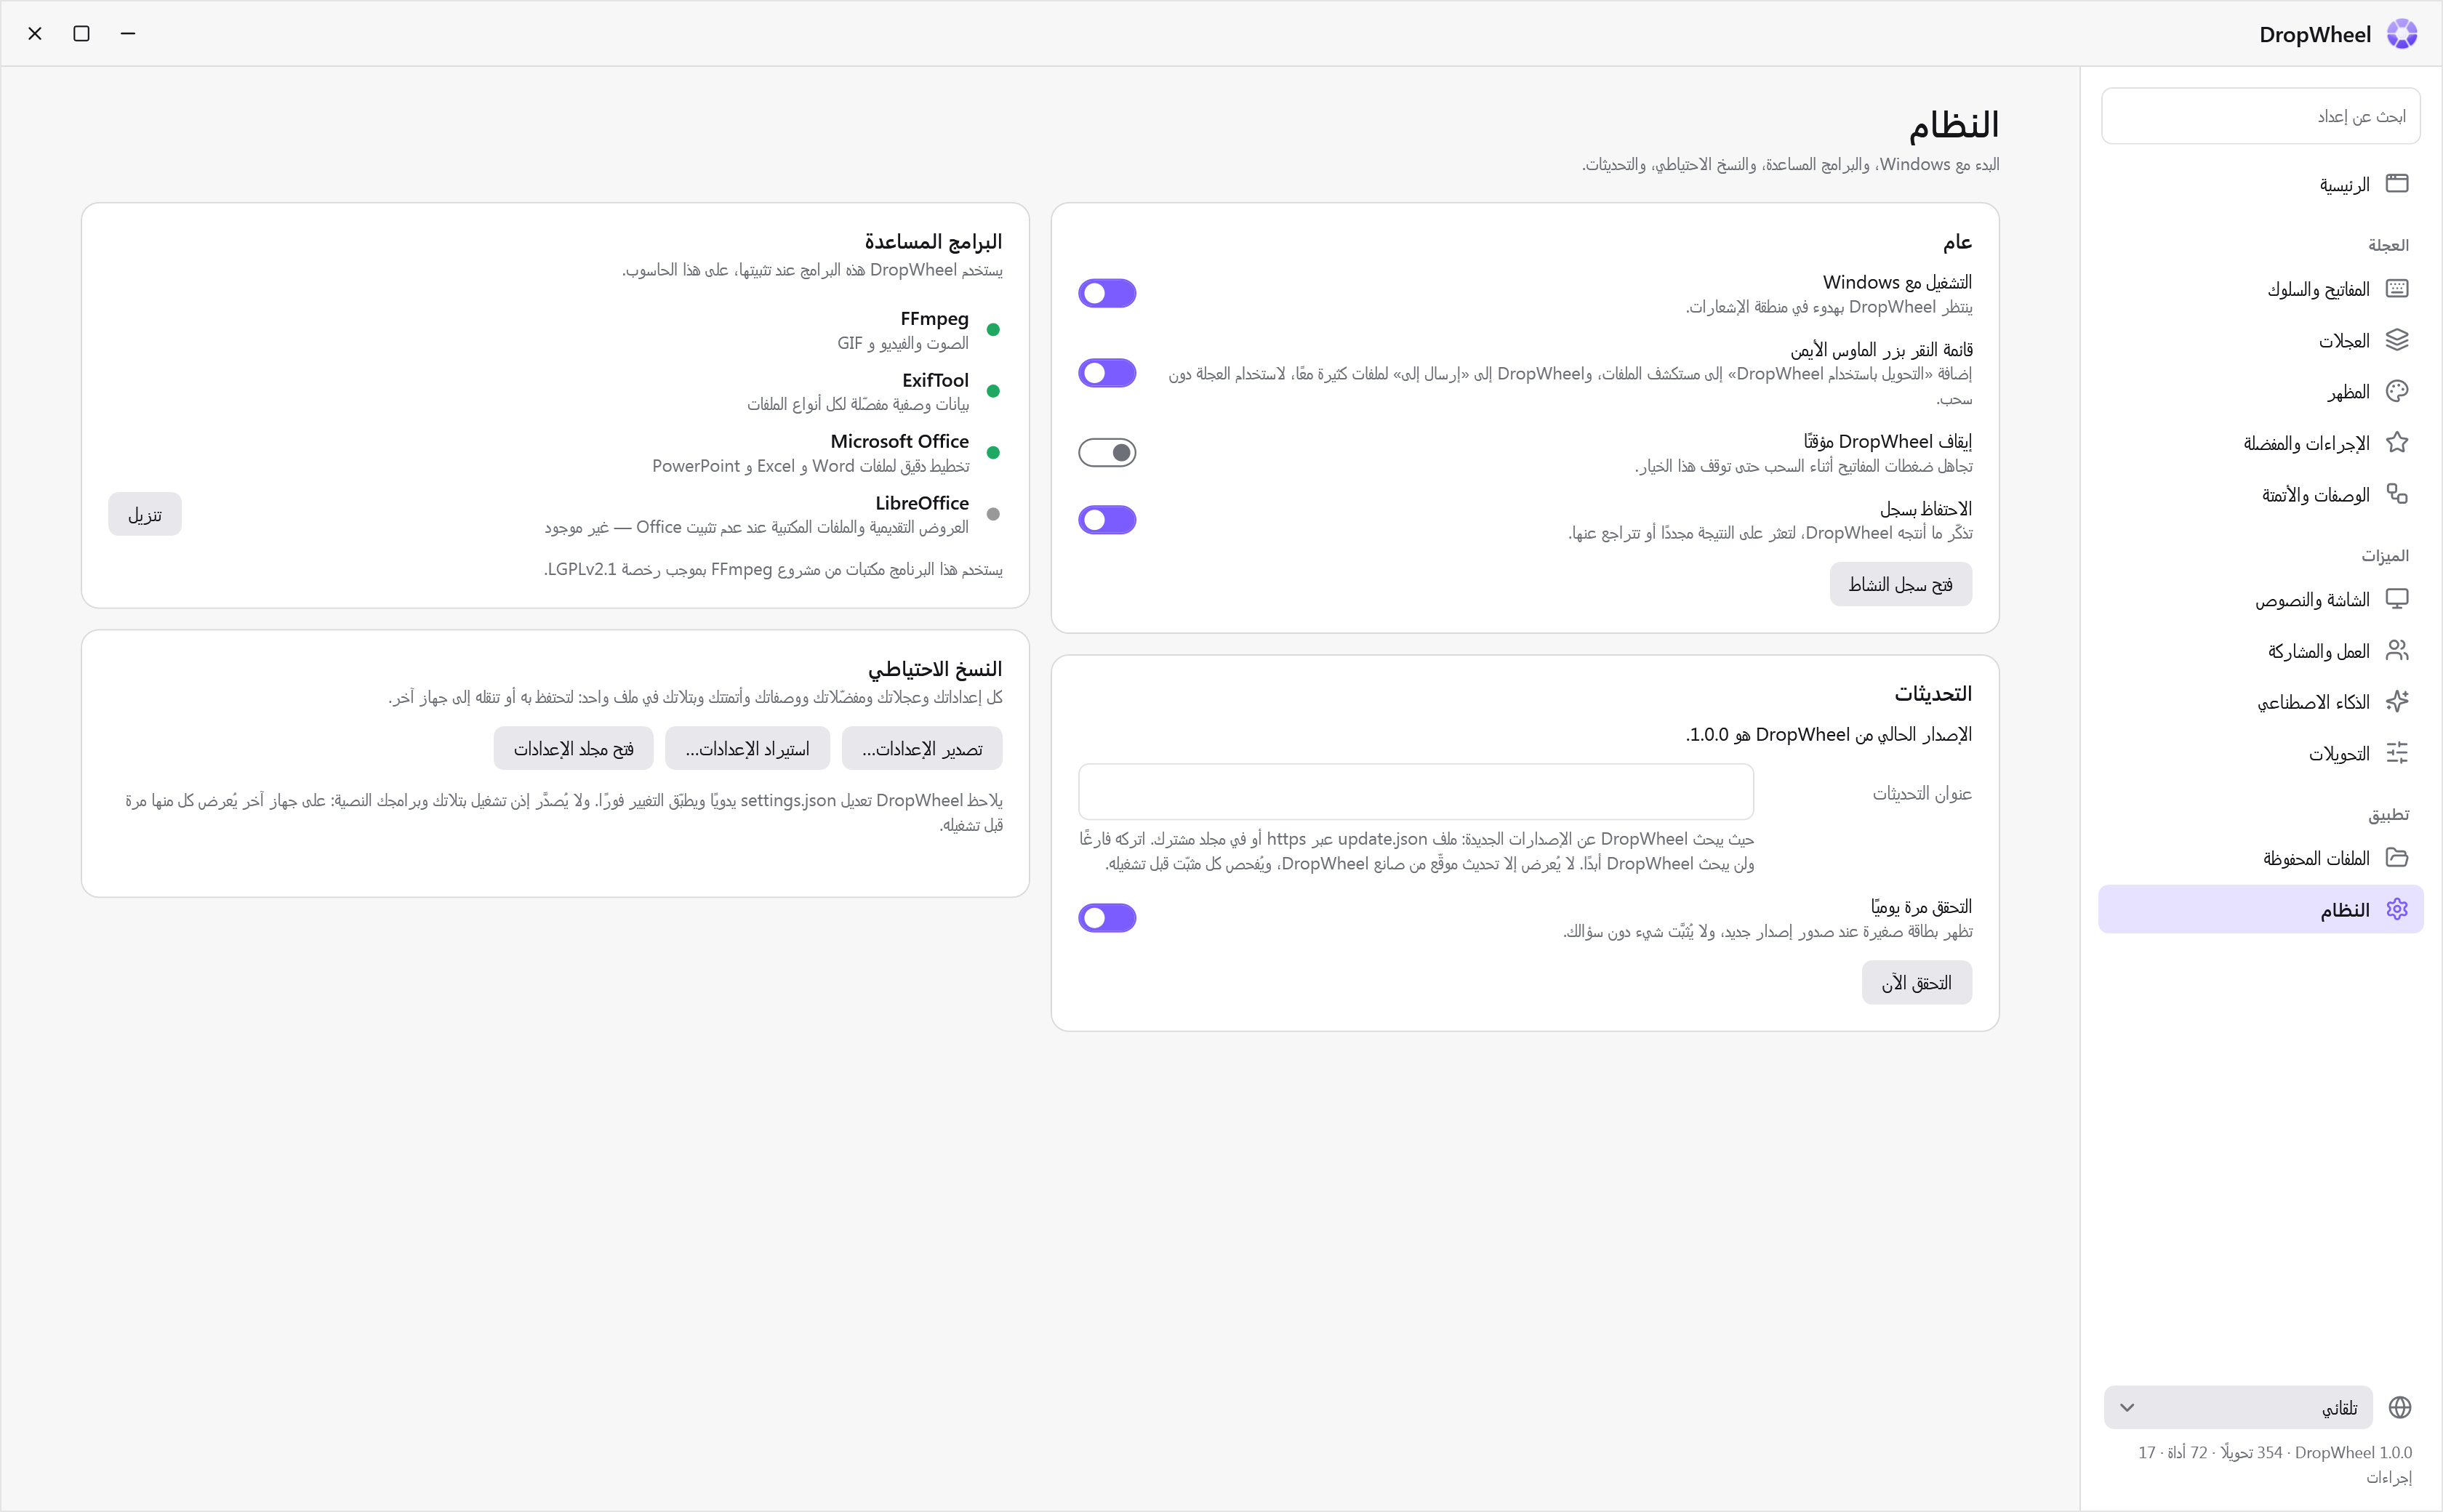 DropWheel
ابحث عن إعداد
الرئيسية
العجلة
المفاتيح والسلوك
العجلات
المظهر
الإجراءات والمفضلة
الوصفات والأتمتة
الميزات
الشاشة والنصوص
العمل والمشاركة
الذكاء الاصطناعي
التحويلات
تطبيق
الملفات المحفوظة
النظام
تلقائي
DropWheel 1.0.0 · 354 تحويلًا · 72 أداة · 17
إجراءات
النظام
البدء مع Windows، والبرامج المساعدة، والنسخ الاحتياطي، والتحديثات.
عام
التشغيل مع Windows
ينتظر DropWheel بهدوء في منطقة الإشعارات.
قائمة النقر بزر الماوس الأيمن
إضافة «التحويل باستخدام DropWheel» إلى مستكشف الملفات، وDropWheel إلى «إرسال إلى» لملفات كثيرة معًا، لاستخدام العجلة دون
سحب.
إيقاف DropWheel مؤقتًا
تجاهل ضغطات المفاتيح أثناء السحب حتى توقف هذا الخيار.
الاحتفاظ بسجل
تذكّر ما أنتجه DropWheel، لتعثر على النتيجة مجددًا أو تتراجع عنها.
فتح سجل النشاط
التحديثات
الإصدار الحالي من DropWheel هو 1.0.0.
عنوان التحديثات
حيث يبحث DropWheel عن الإصدارات الجديدة: ملف update.json عبر https أو في مجلد مشترك. اتركه فارغًا
ولن يبحث DropWheel أبدًا. لا يُعرض إلا تحديث موقّع من صانع DropWheel، ويُفحص كل مثبّت قبل تشغيله.
التحقق مرة يوميًا
تظهر بطاقة صغيرة عند صدور إصدار جديد، ولا يُثبَّت شيء دون سؤالك.
التحقق الآن
البرامج المساعدة
يستخدم DropWheel هذه البرامج عند تثبيتها، على هذا الحاسوب.
FFmpeg
الصوت والفيديو و GIF
ExifTool
بيانات وصفية مفصّلة لكل أنواع الملفات
Microsoft Office
تخطيط دقيق لملفات Word و Excel و PowerPoint
LibreOffice
العروض التقديمية والملفات المكتبية عند عدم تثبيت Office — غير موجود
تنزيل
يستخدم هذا البرنامج مكتبات من مشروع FFmpeg بموجب رخصة LGPLv2.1.
النسخ الاحتياطي
كل إعداداتك وعجلاتك ومفضّلاتك ووصفاتك وأتمتتك وبتلاتك في ملف واحد: لتحتفظ به أو تنقله إلى جهاز آخر.
تصدير الإعدادات...
استيراد الإعدادات...
فتح مجلد الإعدادات
يلاحظ DropWheel تعديل settings.json يدويًا ويطبّق التغيير فورًا. ولا يُصدَّر إذن تشغيل بتلاتك وبرامجك النصية: على جهاز آخر يُعرض كل منها مرة
قبل تشغيله.